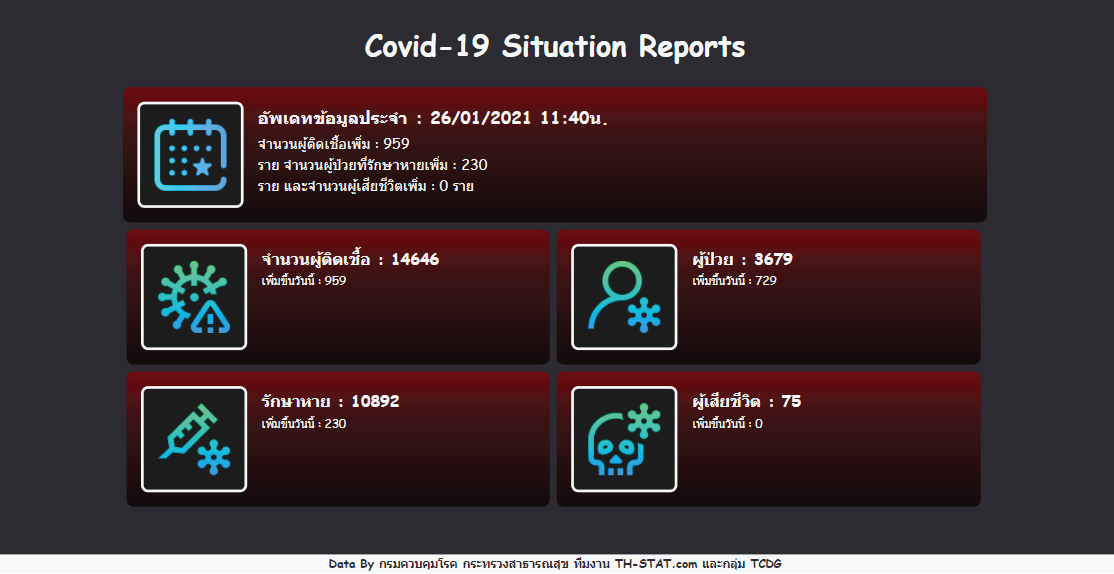 Covid-19 Situation Reports
อัพเดทข้อมูลประจำ : 26/01/2021 11:40น.
จำนวนผู้ติดเชื้อเพิ่ม : 959
ราย จำนวนผู้ป่วยที่รักษาหายเพิ่ม : 230
ราย และจำนวนผู้เสียชีวิตเพิ่ม : 0 ราย
จำนวนผู้ติดเชื้อ : 14646
เพิ่มขึ้นวันนี้ : 959
ผู้ป่วย : 3679
เพิ่มขึ้นวันนี้ : 729
รักษาหาย : 10892
เพิ่มขึ้นวันนี้ : 230
ผู้เสียชีวิต : 75
เพิ่มขึ้นวันนี้ : 0
Data By กรมควบคุมโรค กระทรวงสาธารณสุข ทีมงาน TH-STAT.com และกลุ่ม TCDG